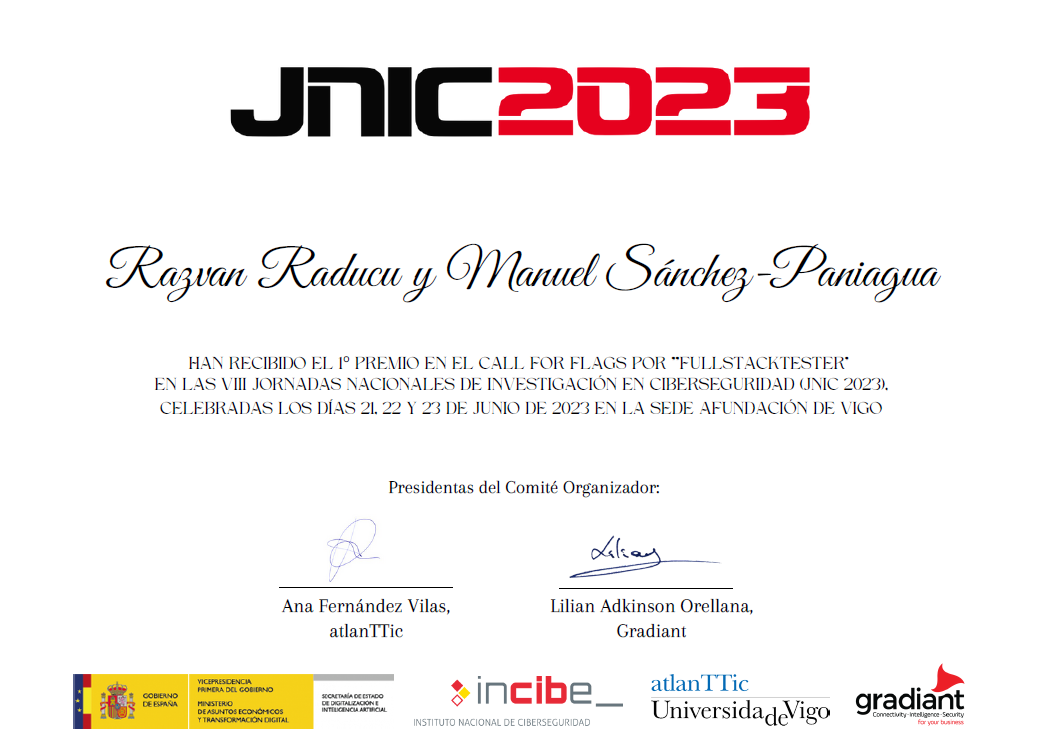 JNIC2023
Razvan Raducu y Manuel Sánchez-Paniagua
HAN RECIBIDO EL 1º PREMIO EN EL CALL FOR FLAGS POR "FULLSTACKTESTER"
EN LAS VIII JORNADAS NACIONALES DE INVESTIGACIÓN EN CIBERSEGURIDAD (JNIC 2023),
CELEBRADAS LOS DÍAS 21, 22 Y 23 DE JUNIO DE 2023 EN LA SEDE AFUNDACIÓN DE VIGO
Presidentas del Comité Organizador:
Lilian
Ana Fernández Vilas,
atlanTTic
Lilian Adkinson Orellana,
Gradiant
GOBIERNO
DE ESPAÑA
VICEPRESIDENCIA
PRIMERA DEL GOBIERNO
MINISTERIO
DE ASUNTOS ECONÓMICOS
Y TRANSFORMACIÓN DIGITAL
SECRETARÍA DE ESTADO
DE DIGITALIZACIÓN E
INTELIGENCIA ARTIFICIAL
incibe_
INSTITUTO NACIONAL DE CIBERSEGURIDAD
atlanTTic
UniversidadeVigo
gradiant
Connectivity·Intelligence·Security
for your business